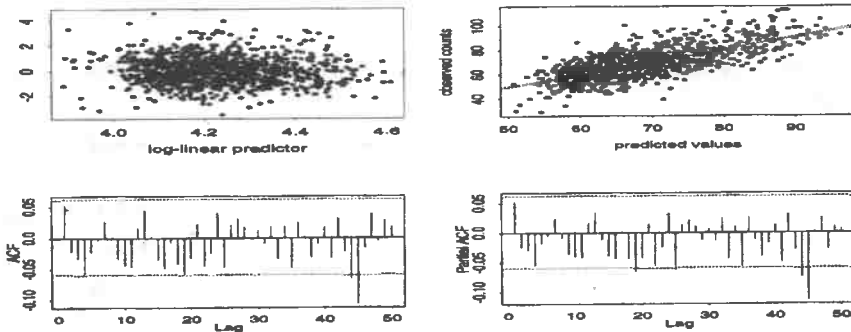 4
2
0
-2
4.0 4.2 4.4 4.6
log-linear predictor
observed counts
100
80
60
40
50 60 70 80 90
predicted values
ACF
0.05
0.0
-0.05
-0.10
0 10 20 30 40 50
Lag
Partial ACF
0.05
0.0
-0.05
-0.10
0 10 20 30 40 50
Lag